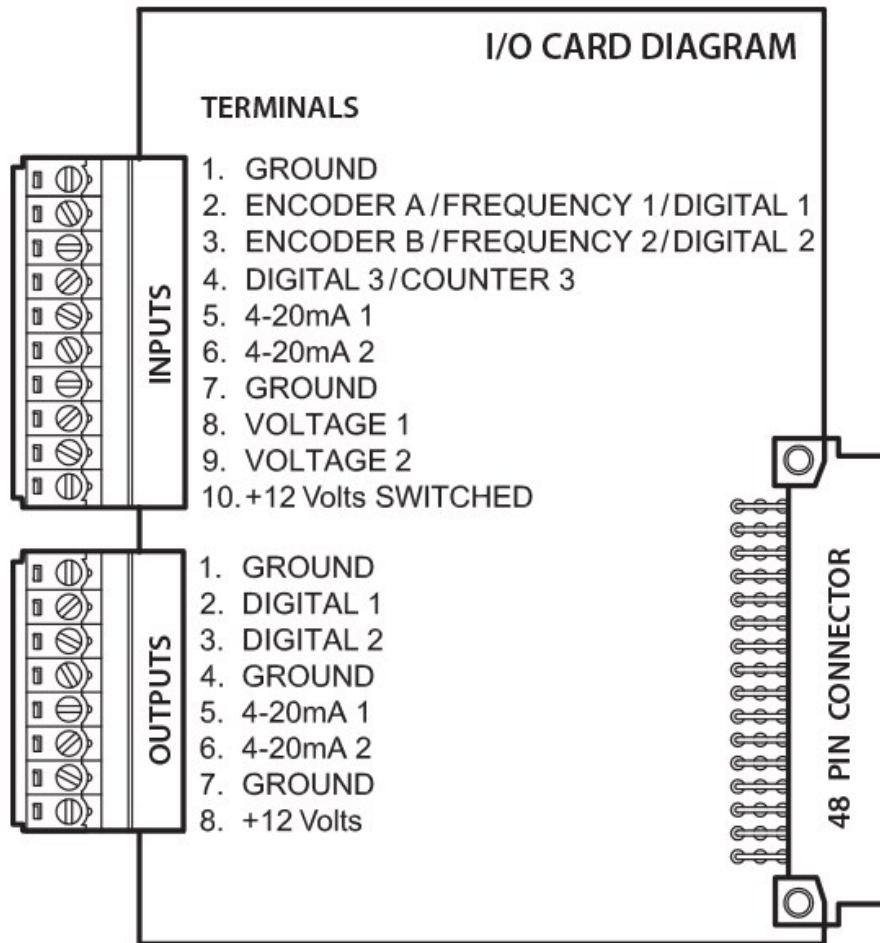 I/O CARD DIAGRAM
TERMINALS
INPUTS
1. GROUND
2. ENCODER A/FREQUENCY 1/DIGITAL 1
3. ENCODER B/FREQUENCY 2/DIGITAL 2
4. DIGITAL 3/COUNTER 3
5. 4-20mA 1
6. 4-20mA 2
7. GROUND
8. VOLTAGE 1
9. VOLTAGE 2
10. +12 Volts SWITCHED
OUTPUTS
1. GROUND
2. DIGITAL 1
3. DIGITAL 2
4. GROUND
5. 4-20mA 1
6. 4-20mA 2
7. GROUND
8. +12 Volts
48 PIN CONNECTOR